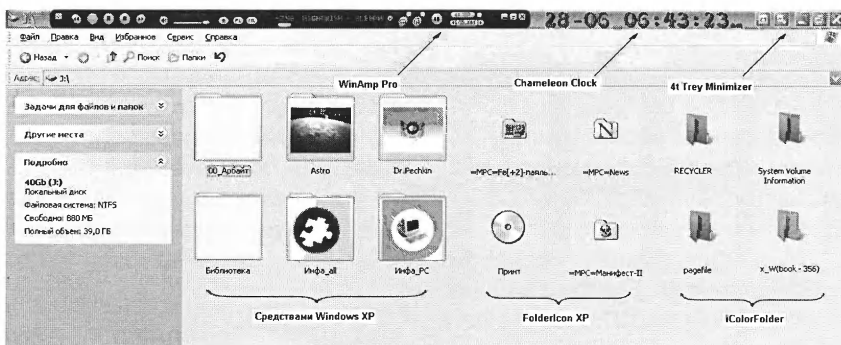 28-06_06:43:23
Файл Правка Вид Избранное Сервис Справка
Назад Поиск Папки
Адрес: J:\
WinAmp Pro
Chameleon Clock
4t Trey Minimizer
Задачи для файлов и папок
Другие места
Подробно
40Gb (J:)
Локальный диск
Файловая система: NTFS
Свободно: 880 МБ
Полный объем: 39,0 ГБ
00_Арбайт
Astro
Dr.Pechkin
=MPC=Fe[+2]-паяль...
=MPC=News
RECYCLER
System Volume
Information
Библиотека
Инфа_all
Инфа_PC
Принт
=MPC=Манифест-II
pagefile
x_W(book - 356)
Средствами Windows XP
FolderIcon XP
iColorFolder